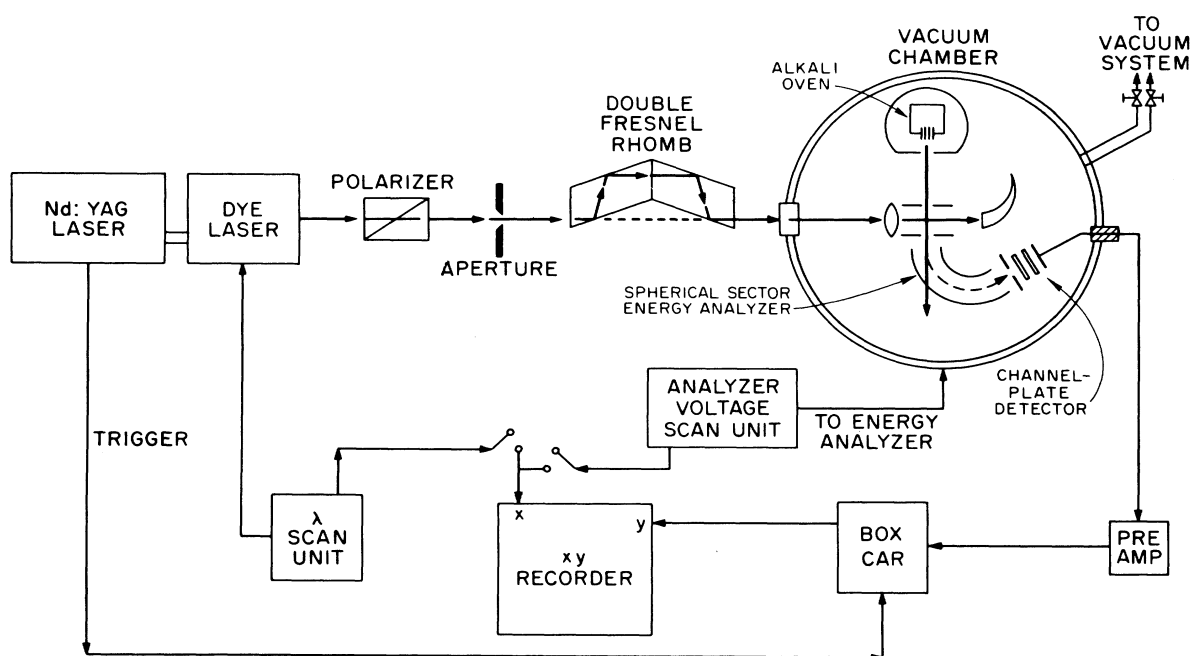 TO
VACUUM
SYSTEM
VACUUM
CHAMBER
ALKALI
OVEN
DOUBLE
FRESNEL
RHOMB
POLARIZER
Nd: YAG
LASER
DYE
LASER
APERTURE
SPHERICAL SECTOR
ENERGY ANALYZER
CHANNEL-
PLATE
DETECTOR
ANALYZER
VOLTAGE
SCAN UNIT
TO ENERGY
ANALYZER
TRIGGER
λ
SCAN
UNIT
x
y
xy
RECORDER
BOX
CAR
PRE
AMP